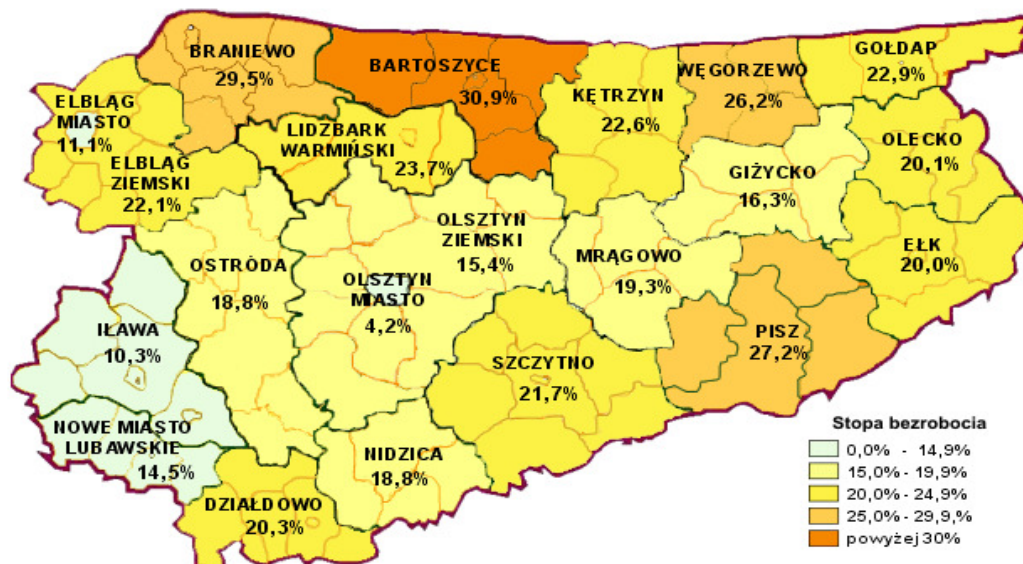 BRANIEWO
29,5%
BARTOSZYCE
30,9%
GOŁDAP
22,9%
WĘGORZEWO
26,2%
KĘTRZYN
22,6%
ELBLĄG
MIASTO
11,1%
LIDZBARK
WARMIŃSKI
23,7%
OLECKO
20,1%
ELBLĄG
ZIEMSKI
22,1%
GIŻYCKO
16,3%
OLSZTYN
ZIEMSKI
15,4%
EŁK
20,0%
OSTRÓDA
18,8%
OLSZTYN
MIASTO
4,2%
MRĄGOWO
19,3%
IŁAWA
10,3%
PISZ
27,2%
SZCZYTNO
21,7%
NOWE MIASTO
LUBAWSKIE
14,5%
NIDZICA
18,8%
DZIAŁDOWO
20,3%
Stopa bezrobocia
0,0% - 14,9%
15,0% - 19,9%
20,0% - 24,9%
25,0% - 29,9,%
powyżej 30%